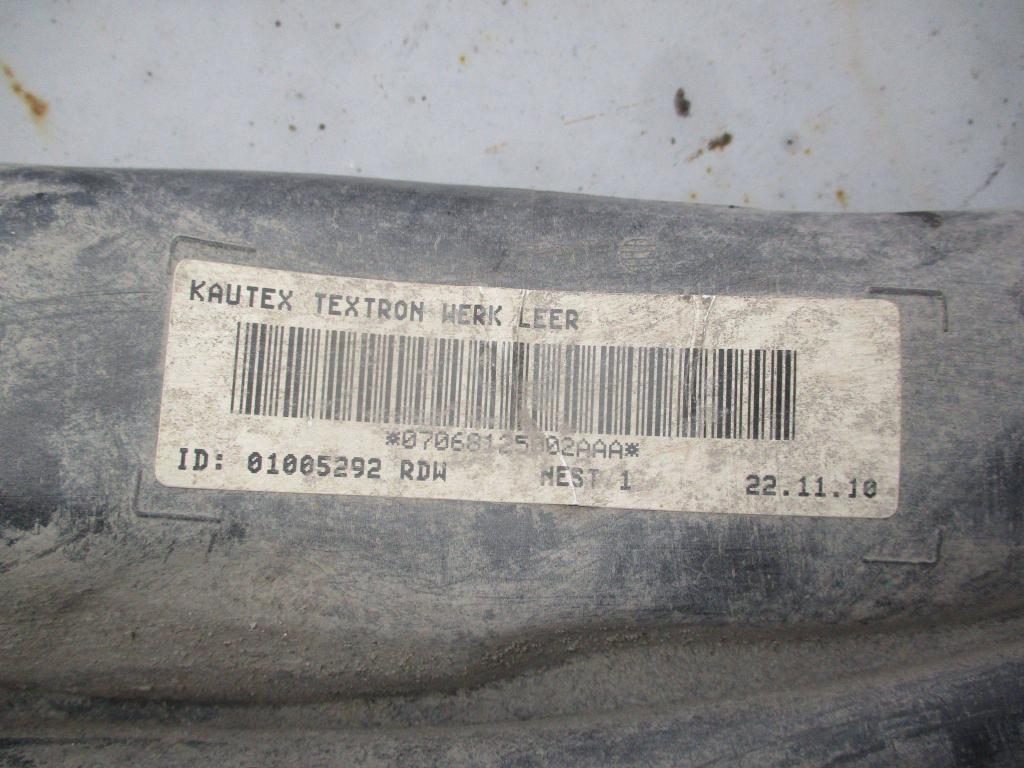 KAUTEX TEXTRON WERK LEER
ID: 01005292 RDW NEST 1 22.11.10